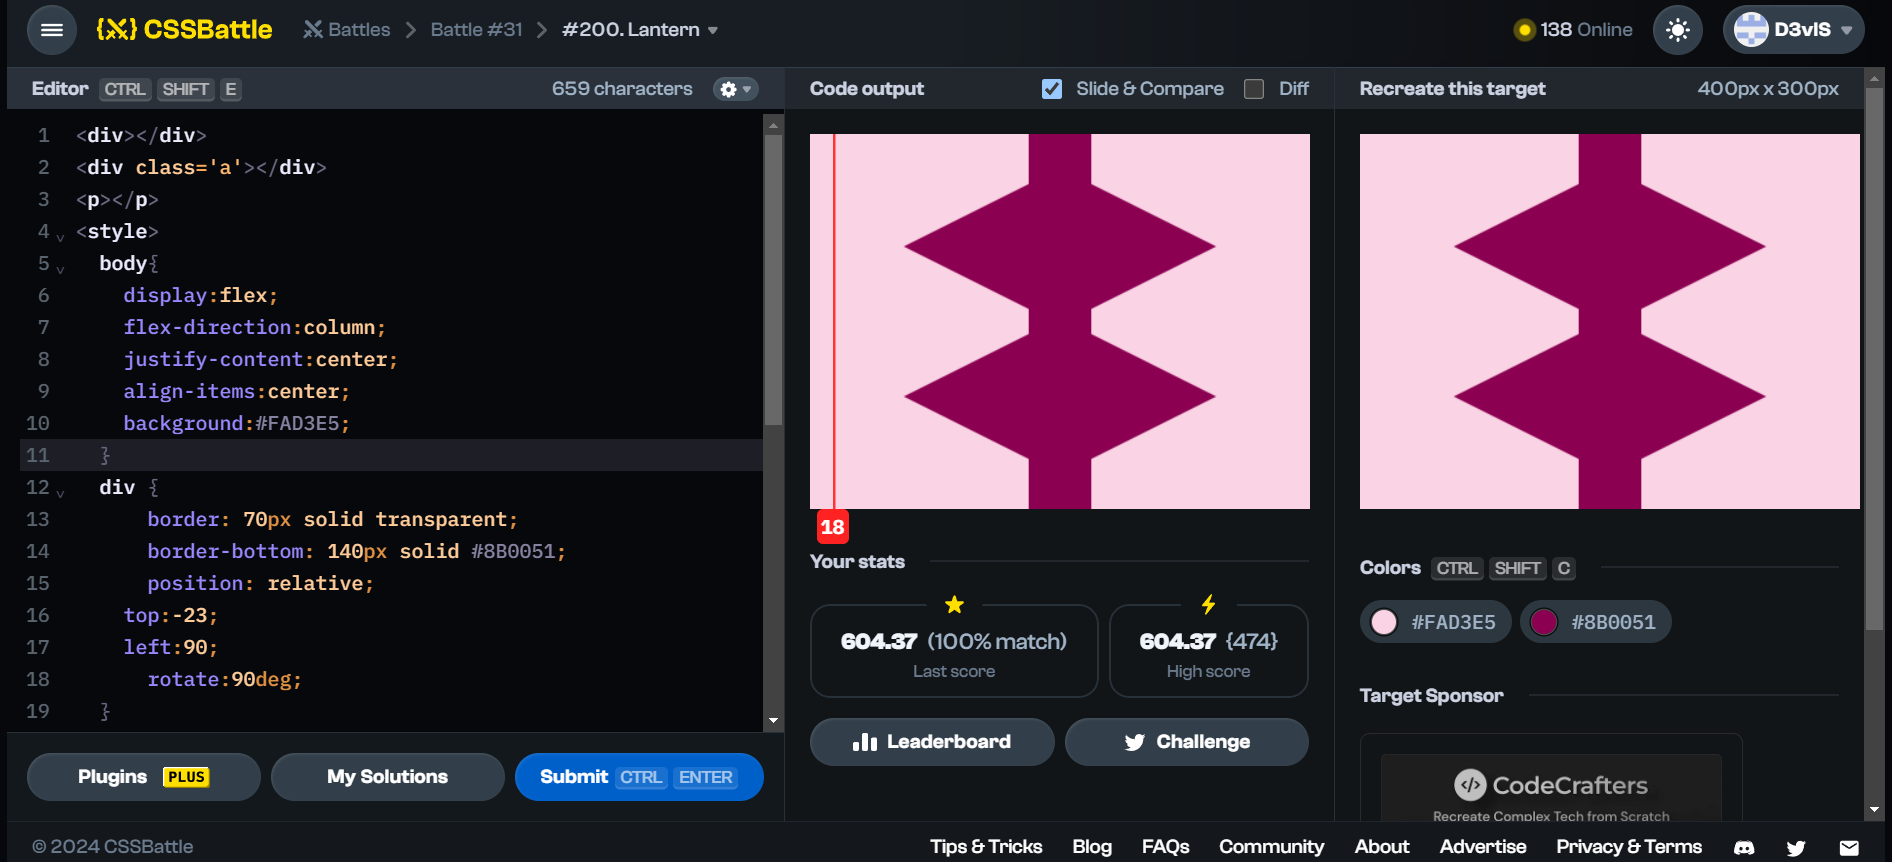 {X} CSSBattle
Battles
Battle #31
#200. Lantern
138 Online
D3vlS
Editor CTRL SHIFT E
659 characters
Code output
Slide & Compare
Diff
Recreate this target
400px x 300px
1 <div></div>
2 <div class='a'></div>
3 <p></p>
4 <style>
5 body{
6 display:flex;
7 flex-direction:column;
8 justify-content:center;
9 align-items:center;
10 background:#FAD3E5;
11 }
12 div {
13 border: 70px solid transparent;
14 border-bottom: 140px solid #8B0051;
15 position: relative;
16 top:-23;
17 left:90;
18 rotate:90deg;
19 }
18
Your stats
604.37 (100% match)
Last score
604.37 {474}
High score
Leaderboard
Challenge
Colors CTRL SHIFT C
#FAD3E5
#8B0051
Target Sponsor
CodeCrafters
Recreate Complex Tech from Scratch
Plugins PLUS
My Solutions
Submit CTRL ENTER
© 2024 CSSBattle
Tips & Tricks
Blog
FAQs
Community
About
Advertise
Privacy & Terms